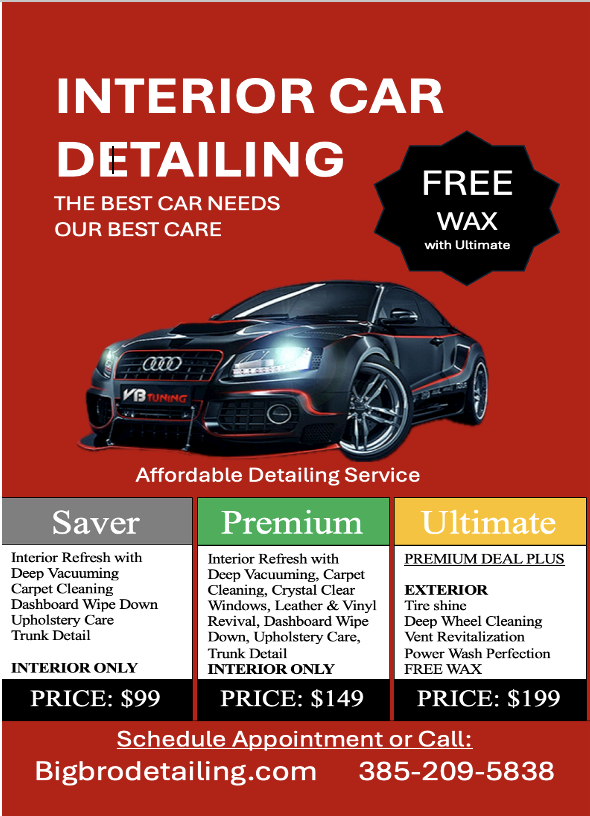 INTERIOR CAR
DETAILING
THE BEST CAR NEEDS
OUR BEST CARE
FREE
WAX
with Ultimate
VB TUNING
Affordable Detailing Service
Saver
Interior Refresh with
Deep Vacuuming
Carpet Cleaning
Dashboard Wipe Down
Upholstery Care
Trunk Detail
INTERIOR ONLY
PRICE: $99
Premium
Interior Refresh with
Deep Vacuuming, Carpet
Cleaning, Crystal Clear
Windows, Leather & Vinyl
Revival, Dashboard Wipe
Down, Upholstery Care,
Trunk Detail
INTERIOR ONLY
PRICE: $149
Ultimate
PREMIUM DEAL PLUS
EXTERIOR
Tire shine
Deep Wheel Cleaning
Vent Revitalization
Power Wash Perfection
FREE WAX
PRICE: $199
Schedule Appointment or Call:
Bigbrodetailing.com 385-209-5838